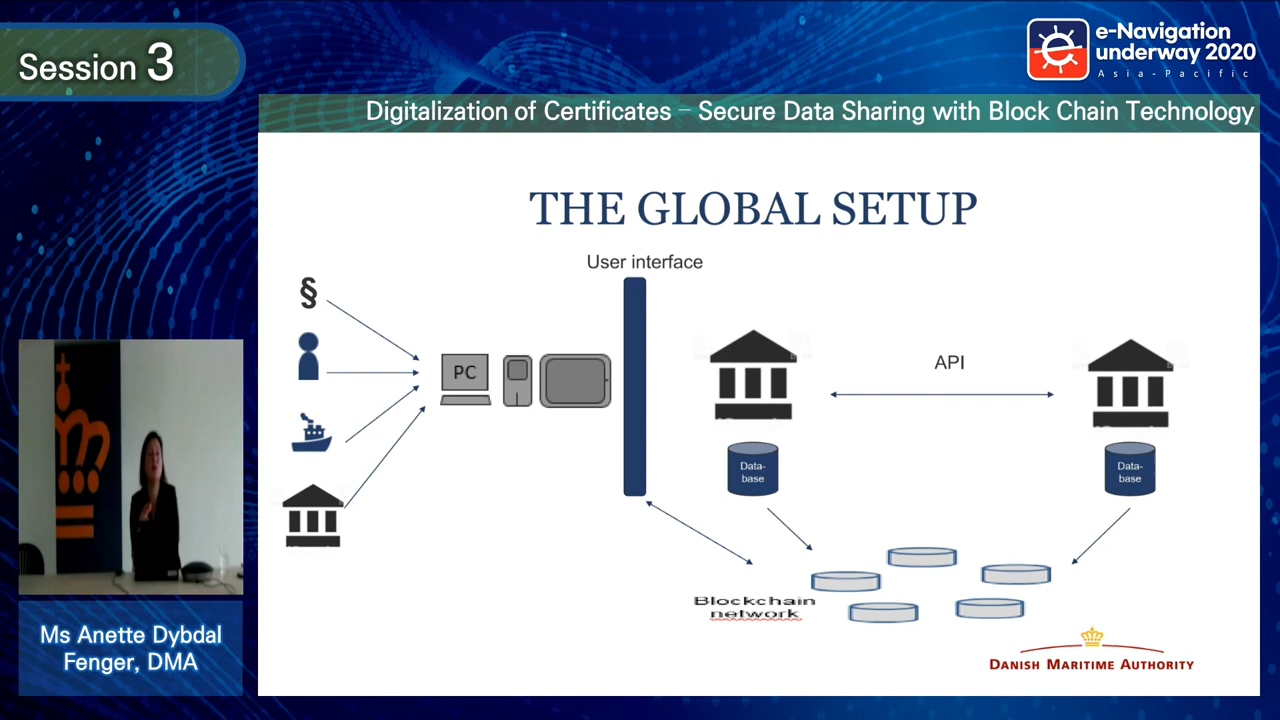 Session 3
e-Navigation
underway 2020
Asia-Pacific
Digitalization of Certificates – Secure Data Sharing with Block Chain Technology
THE GLOBAL SETUP
User interface
§
PC
API
Data-
base
Data-
base
Blockchain
network
Ms Anette Dybdal
Fenger, DMA
DANISH MARITIME AUTHORITY